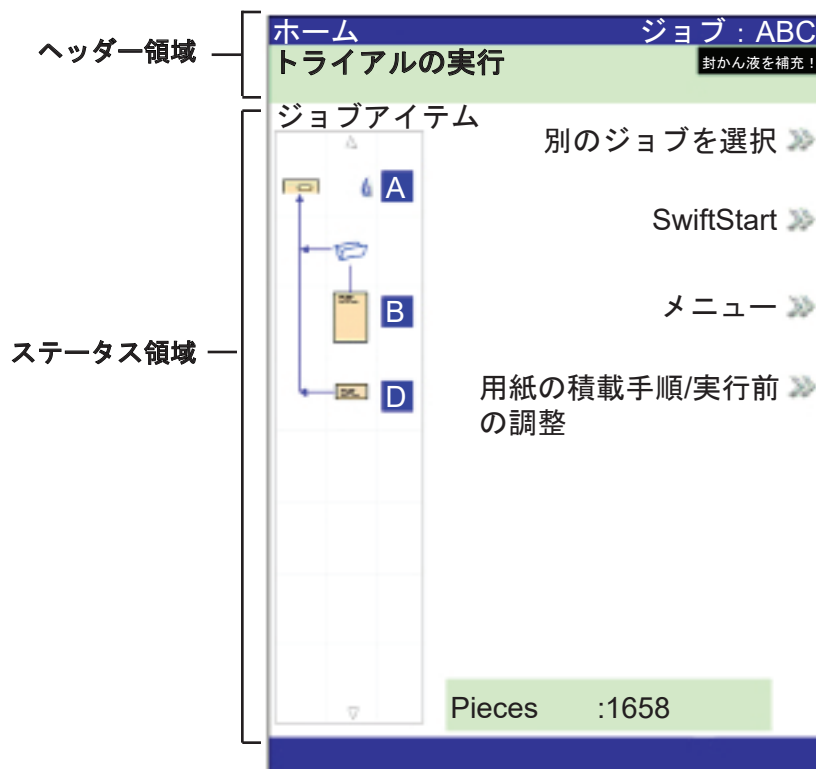 ヘッダー領域
ホーム
ジョブ : ABC
トライアルの実行
封かん液を補充!
ジョブアイテム
別のジョブを選択
A
SwiftStart
B
メニュー
ステータス領域
D
用紙の積載手順/実行前
の調整
Pieces :1658